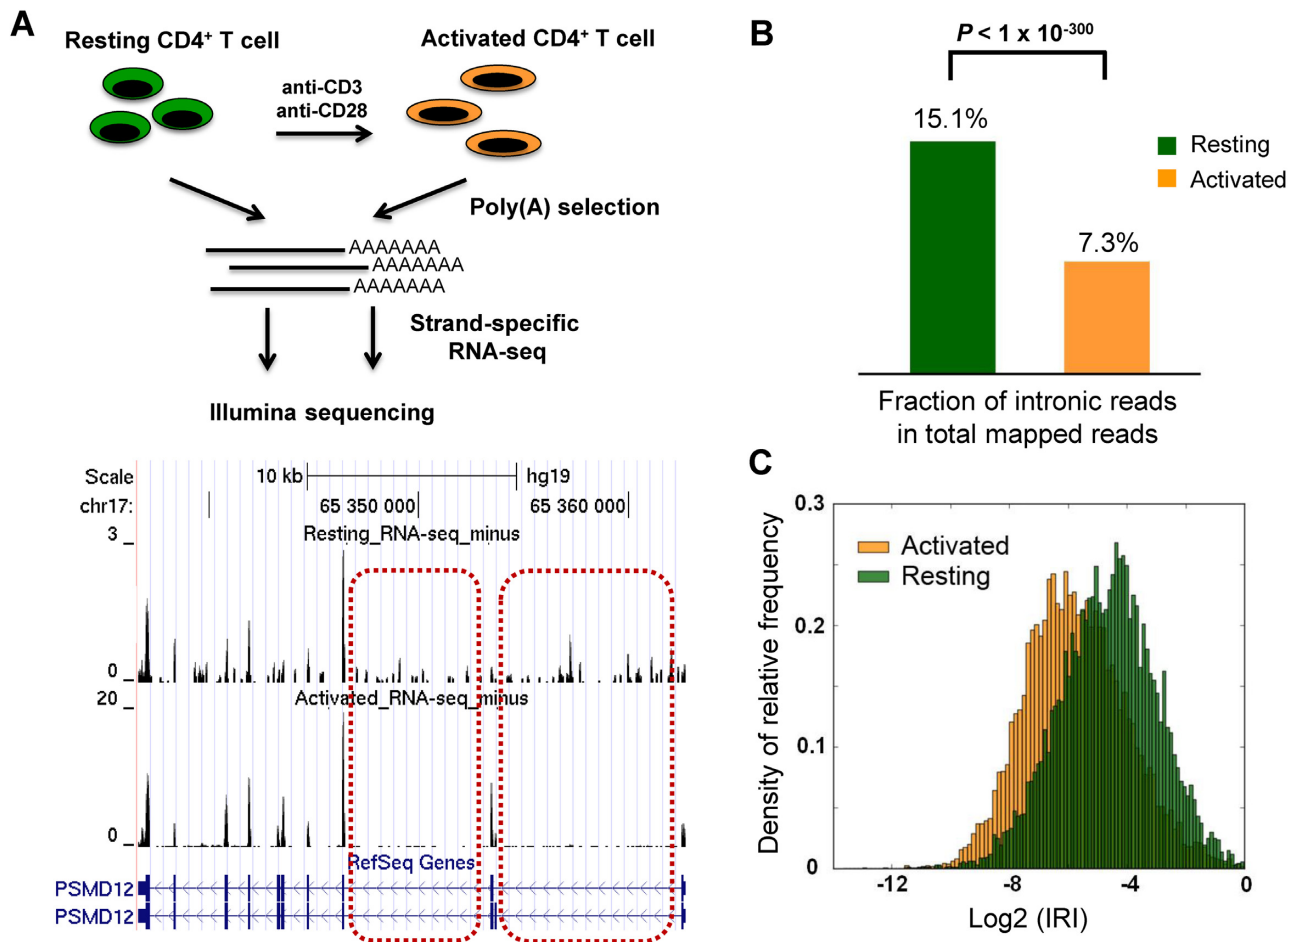 A
Resting CD4+ T cell
Activated CD4+ T cell
anti-CD3
anti-CD28
Poly(A) selection
AAAAAAA
AAAAAAA
AAAAAAA
Strand-specific
RNA-seq
Illumina sequencing
Scale
10 kb
hg19
chr17:
65 350 000
65 360 000
Resting_RNA-seq_minus
3
0
Activated_RNA-seq_minus
20
0
RefSeq Genes
PSMD12
PSMD12
B
P < 1 x 10-300
15.1%
7.3%
Resting
Activated
Fraction of intronic reads
in total mapped reads
C
Density of relative frequency
0.3
0.2
0.1
0
Activated
Resting
-12
-8
-4
0
Log2 (IRI)